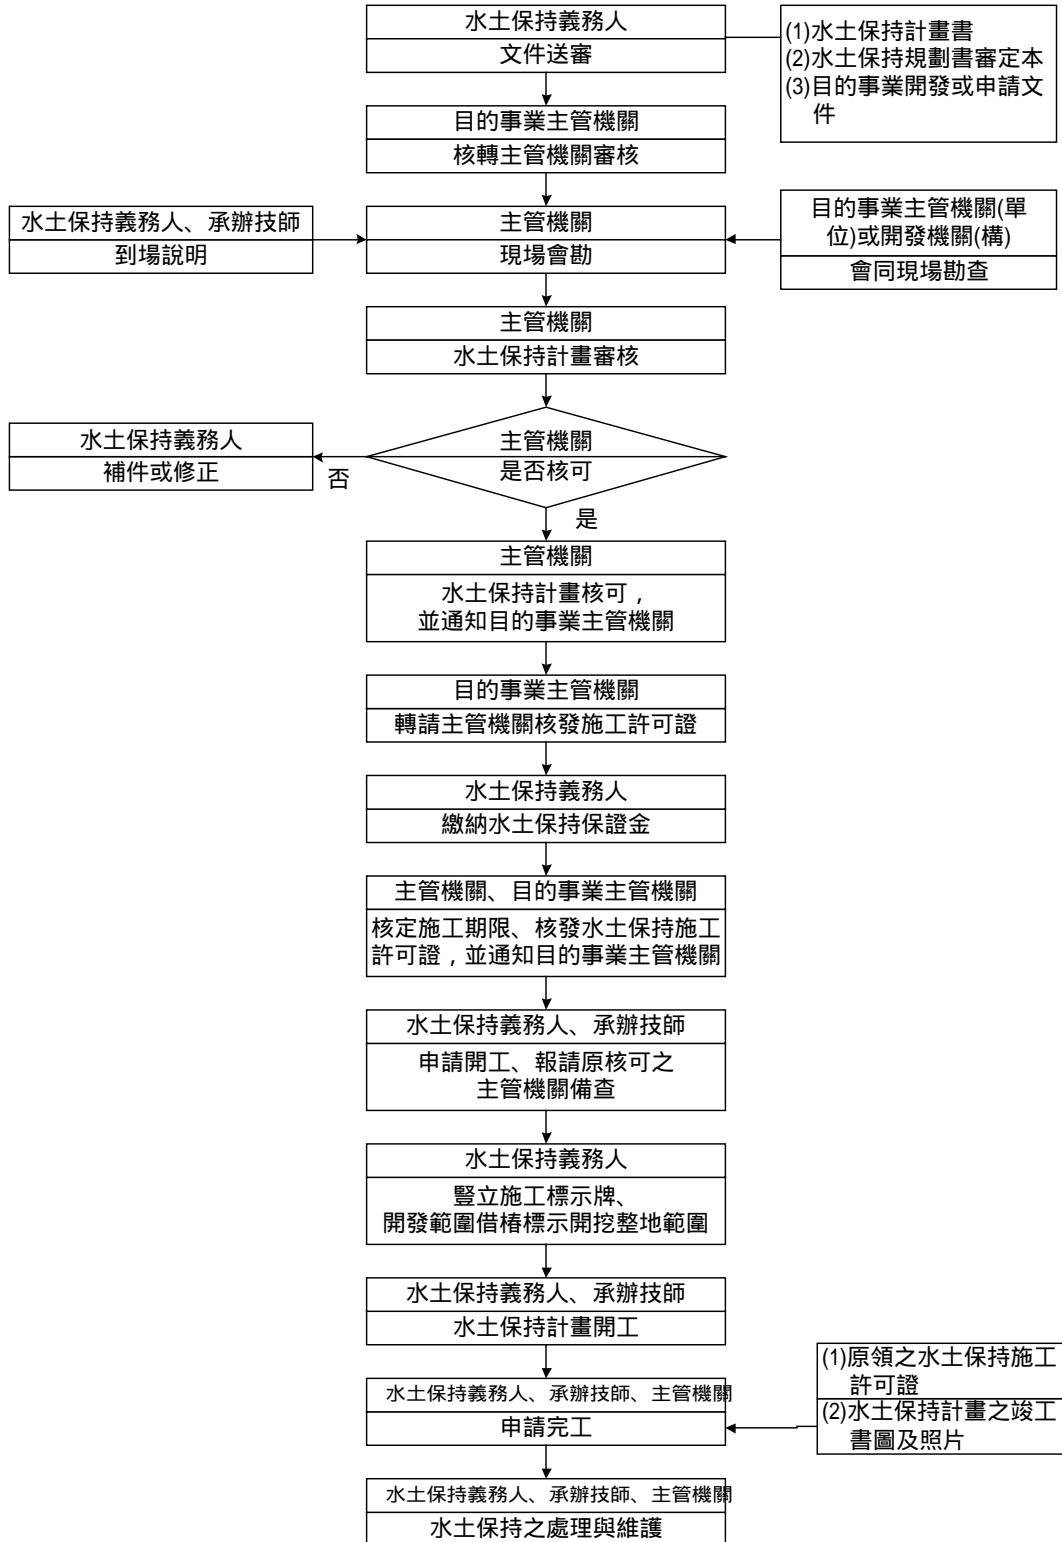 水土保持義務人
文件送審
(1)水土保持計畫書
(2)水土保持規劃書審定本
(3)目的事業開發或申請文
件
目的事業主管機關
核轉主管機關審核
水土保持義務人、承辦技師
到場說明
主管機關
現場會勘
目的事業主管機關(單
位)或開發機關(構)
會同現場勘查
主管機關
水土保持計畫審核
水土保持義務人
補件或修正
主管機關
是否核可
否
是
主管機關
水土保持計畫核可,
並通知目的事業主管機關
目的事業主管機關
轉請主管機關核發施工許可證
水土保持義務人
繳納水土保持保證金
主管機關、目的事業主管機關
核定施工期限、核發水土保持施工
許可證,並通知目的事業主管機關
水土保持義務人、承辦技師
申請開工、報請原核可之
主管機關備查
水土保持義務人
豎立施工標示牌、
開發範圍借椿標示開挖整地範圍
水土保持義務人、承辦技師
水土保持計畫開工
水土保持義務人、承辦技師、主管機關
申請完工
(1)原領之水土保持施工
許可證
(2)水土保持計畫之竣工
書圖及照片
水土保持義務人、承辦技師、主管機關
水土保持之處理與維護